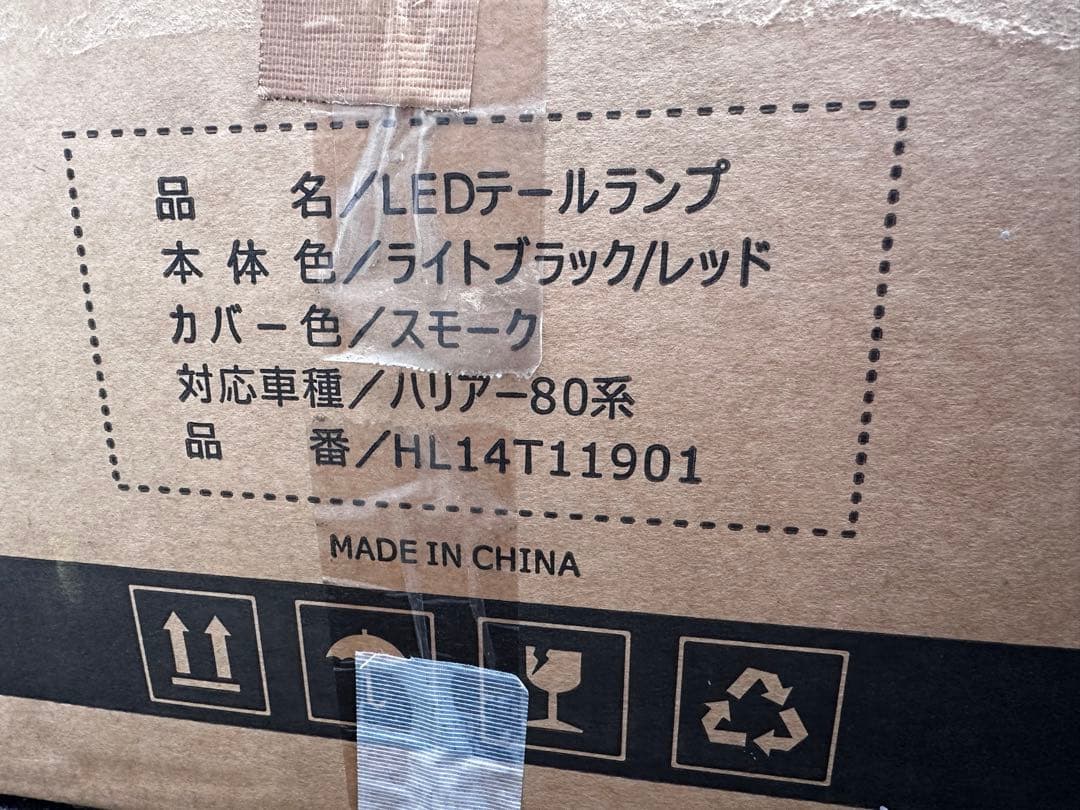 品　　名／LEDテールランプ
本 体 色／ライトブラック/レッド
カバー色／スモーク
対応車種／ハリアー80系
品　　番／HL14T11901
MADE IN CHINA